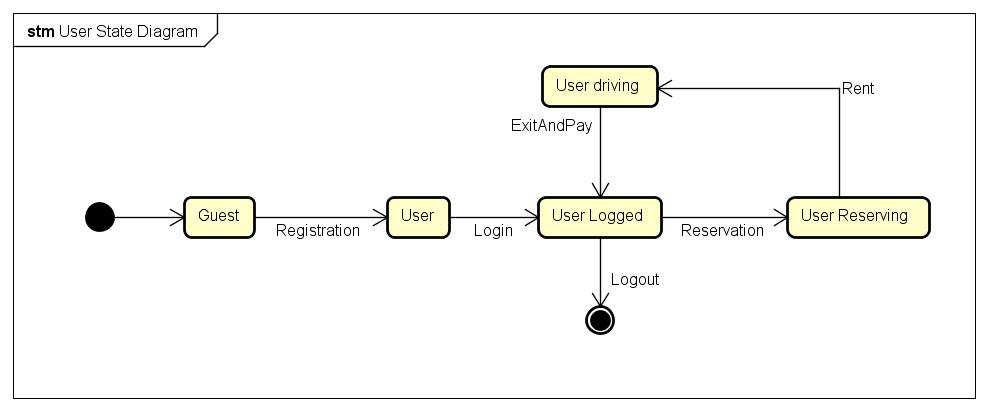 stm User State Diagram
User driving
Rent
ExitAndPay
Guest
User
User Logged
User Reserving
Registration
Login
Reservation
Logout